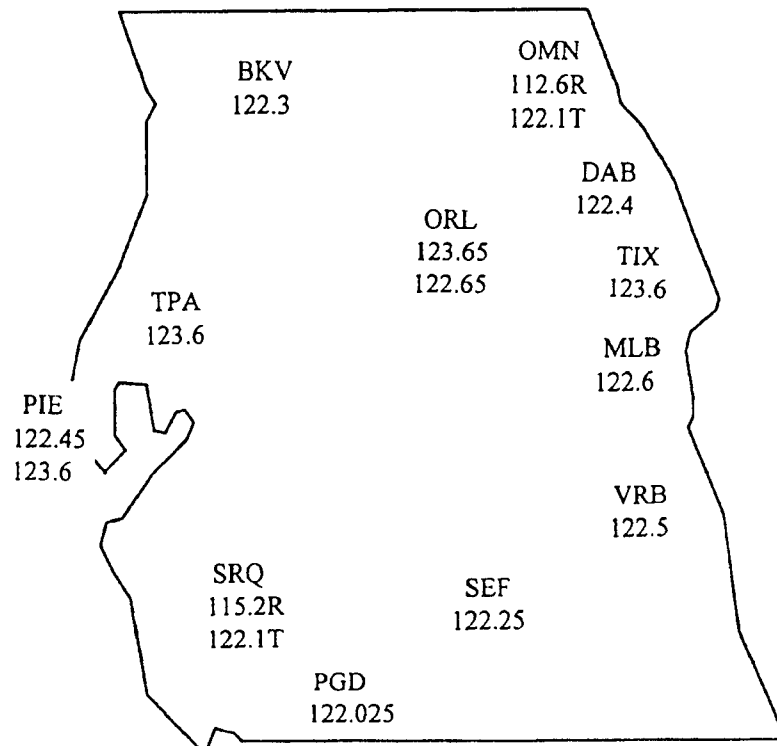 BKV
122.3
OMN
112.6R
122.1T
DAB
122.4
ORL
123.65
122.65
TIX
123.6
TPA
123.6
MLB
122.6
PIE
122.45
123.6
VRB
122.5
SRQ
115.2R
122.1T
SEF
122.25
PGD
122.025